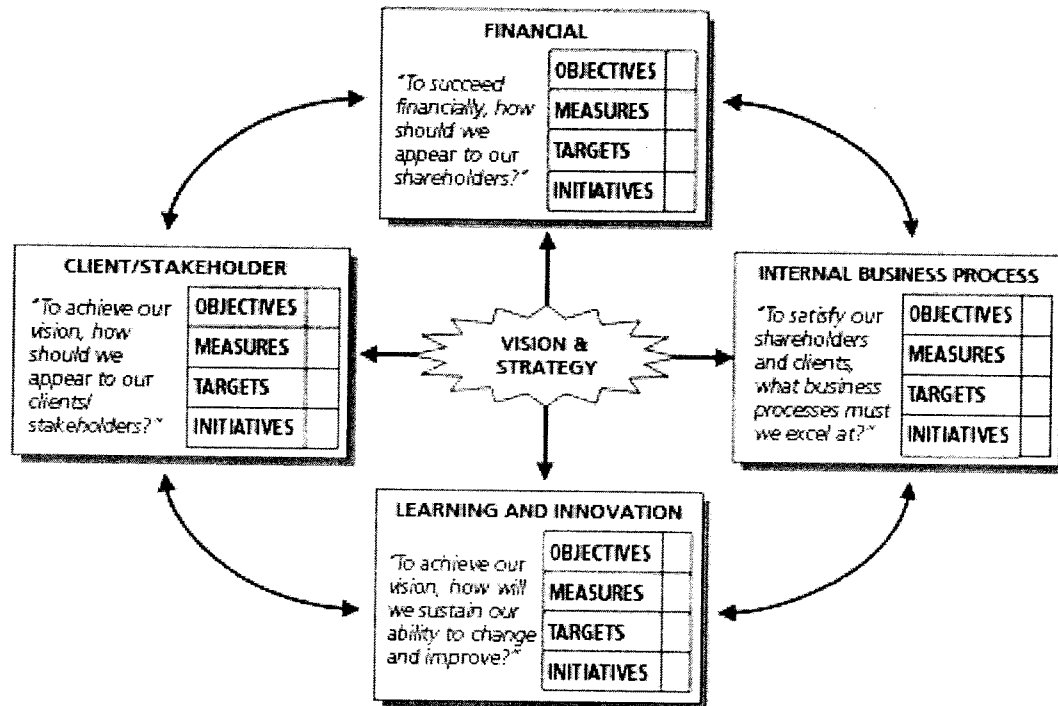 FINANCIAL
"To succeed
financially, how
should we
appear to our
shareholders?"
OBJECTIVES
MEASURES
TARGETS
INITIATIVES
CLIENT/STAKEHOLDER
"To achieve our
vision, how
should we
appear to our
clients/
stakeholders?"
OBJECTIVES
MEASURES
TARGETS
INITIATIVES
VISION &
STRATEGY
INTERNAL BUSINESS PROCESS
"To satisfy our
shareholders
and clients,
what business
processes must
we excel at?"
OBJECTIVES
MEASURES
TARGETS
INITIATIVES
LEARNING AND INNOVATION
"To achieve our
vision, how will
we sustain our
ability to change
and improve?"
OBJECTIVES
MEASURES
TARGETS
INITIATIVES